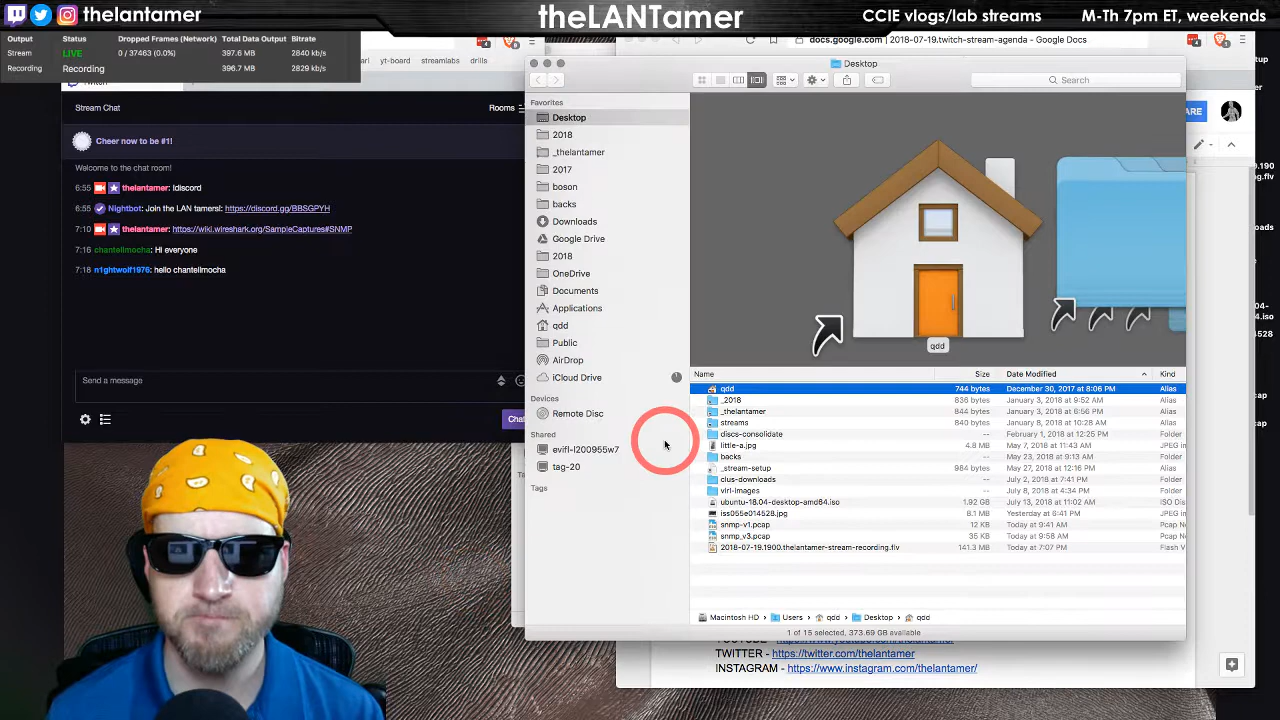 thelantamer
theLANTamer
CCIE vlogs/lab streams
M-Th 7pm ET, weekends
Output Status Dropped Frames (Network) Total Data Output Bitrate
Stream LIVE 0 / 37463 (0.0%) 397.6 MB 2840 kb/s
Recording Recording 396.7 MB 2829 kb/s
arl yt-board streamlabs drills
docs.google.com | 2018-07-19.twitch-stream-agenda - Google Docs
Stream Chat
Rooms
Cheer now to be #1!
Welcome to the chat room!
6:55 thelantamer: !discord
6:55 Nightbot: Join the LAN tamers!: https://discord.gg/BBSGPYH
7:10 thelantamer: https://wiki.wireshark.org/SampleCaptures#SNMP
7:16 chantellmocha: Hi everyone
7:18 n1ghtwolf1976: hello chantellmocha
Send a message
Chat
Desktop
Search
Favorites
Desktop
2018
_thelantamer
2017
boson
backs
Downloads
Google Drive
2018
OneDrive
Documents
Applications
qdd
Public
AirDrop
iCloud Drive
Devices
Remote Disc
Shared
evifl-l200955w7
tag-20
Tags
qdd
Name Size Date Modified Kind
qdd 744 bytes December 30, 2017 at 8:06 PM Alias
_2018 836 bytes January 3, 2018 at 9:52 AM Alias
_thelantamer 844 bytes January 3, 2018 at 6:56 PM Alias
streams 840 bytes January 3, 2018 at 10:28 AM Alias
discs-consolidate -- February 1, 2018 at 12:25 PM Folder
little-a.jpg 4.8 MB May 7, 2018 at 11:43 AM JPEG in
backs -- May 23, 2018 at 9:13 AM Folder
_stream-setup 984 bytes May 27, 2018 at 12:16 PM Alias
clus-downloads -- July 2, 2018 at 7:41 PM Folder
virl-images -- July 8, 2018 at 4:34 PM Folder
ubuntu-18.04-desktop-amd64.iso 1.92 GB July 13, 2018 at 11:02 AM ISO Dis
iss055e014528.jpg 8.1 MB Yesterday at 6:41 PM JPEG in
snmp-v1.pcap 12 KB Today at 9:41 AM Pcap Ne
snmp_v3.pcap 35 KB Today at 9:58 AM Pcap Ne
2018-07-19.1900.thelantamer-stream-recording.flv 141.3 MB Today at 7:07 PM Flash V
Macintosh HD Users qdd Desktop qdd
1 of 15 selected, 373.69 GB available
TWITTER - https://twitter.com/thelantamer
INSTAGRAM - https://www.instagram.com/thelantamer/